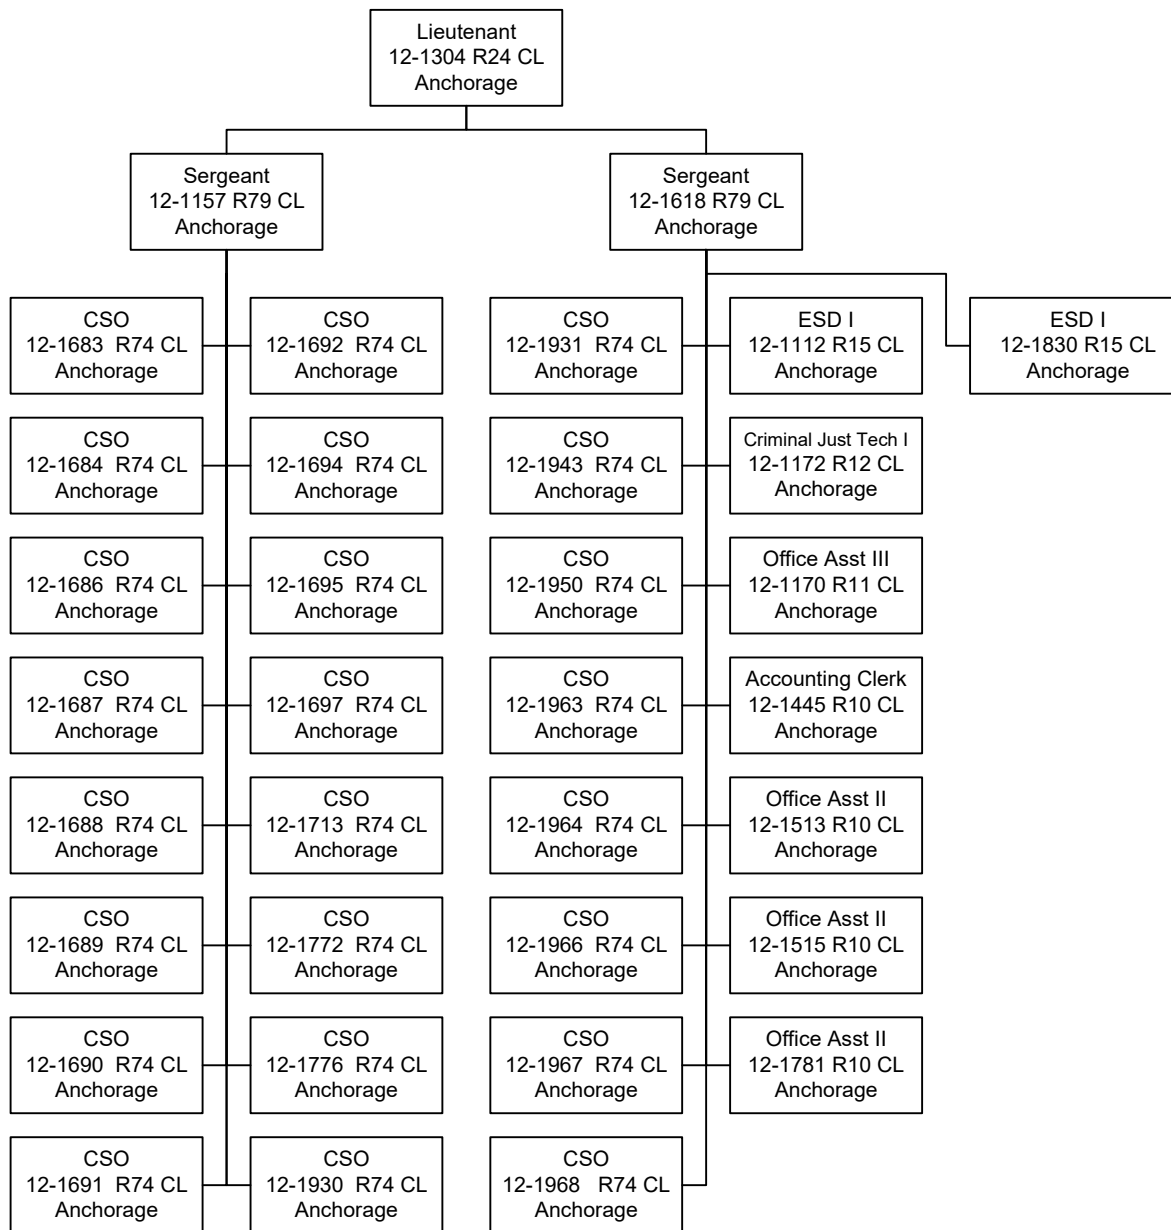 Lieutenant
12-1304 R24 CL
Anchorage
Sergeant
12-1157 R79 CL
Anchorage
Sergeant
12-1618 R79 CL
Anchorage
CSO
12-1683 R74 CL
Anchorage
CSO
12-1692 R74 CL
Anchorage
CSO
12-1931 R74 CL
Anchorage
ESD I
12-1112 R15 CL
Anchorage
ESD I
12-1830 R15 CL
Anchorage
CSO
12-1684 R74 CL
Anchorage
CSO
12-1694 R74 CL
Anchorage
CSO
12-1943 R74 CL
Anchorage
Criminal Just Tech I
12-1172 R12 CL
Anchorage
CSO
12-1686 R74 CL
Anchorage
CSO
12-1695 R74 CL
Anchorage
CSO
12-1950 R74 CL
Anchorage
Office Asst III
12-1170 R11 CL
Anchorage
CSO
12-1687 R74 CL
Anchorage
CSO
12-1697 R74 CL
Anchorage
CSO
12-1963 R74 CL
Anchorage
Accounting Clerk
12-1445 R10 CL
Anchorage
CSO
12-1688 R74 CL
Anchorage
CSO
12-1713 R74 CL
Anchorage
CSO
12-1964 R74 CL
Anchorage
Office Asst II
12-1513 R10 CL
Anchorage
CSO
12-1689 R74 CL
Anchorage
CSO
12-1772 R74 CL
Anchorage
CSO
12-1966 R74 CL
Anchorage
Office Asst II
12-1515 R10 CL
Anchorage
CSO
12-1690 R74 CL
Anchorage
CSO
12-1776 R74 CL
Anchorage
CSO
12-1967 R74 CL
Anchorage
Office Asst II
12-1781 R10 CL
Anchorage
CSO
12-1691 R74 CL
Anchorage
CSO
12-1930 R74 CL
Anchorage
CSO
12-1968 R74 CL
Anchorage